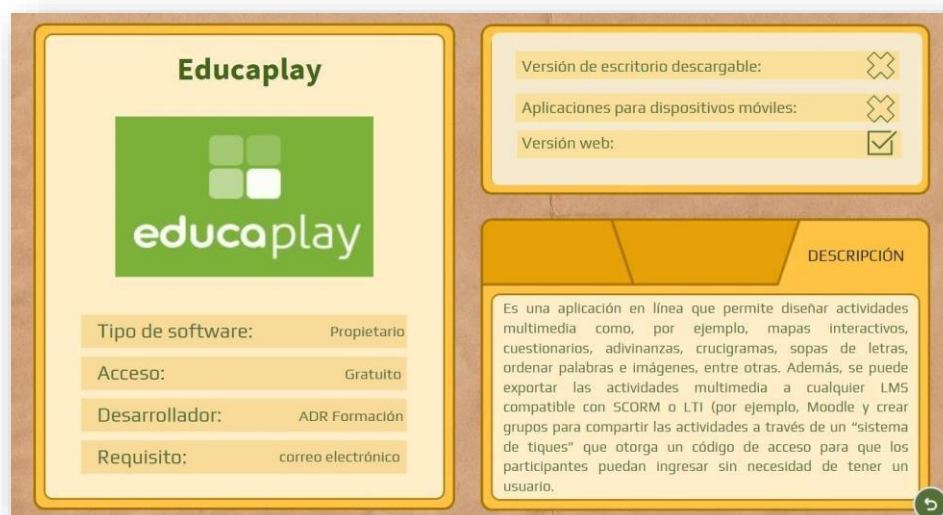 Educaplay
educaplay
Tipo de software: Propietario
Acceso: Gratuito
Desarrollador: ADR Formación
Requisito: correo electrónico
Versión de escritorio descargable:
Aplicaciones para dispositivos móviles:
Versión web:
DESCRIPCIÓN
Es una aplicación en línea que permite diseñar actividades
multimedia como, por ejemplo, mapas interactivos,
cuestionarios, adivinanzas, crucigramas, sopas de letras,
ordenar palabras e imágenes, entre otras. Además, se puede
exportar las actividades multimedia a cualquier LMS
compatible con SCORM o LTI (por ejemplo, Moodle y crear
grupos para compartir las actividades a través de un “sistema
de tiques” que otorga un código de acceso para que los
participantes puedan ingresar sin necesidad de tener un
usuario.